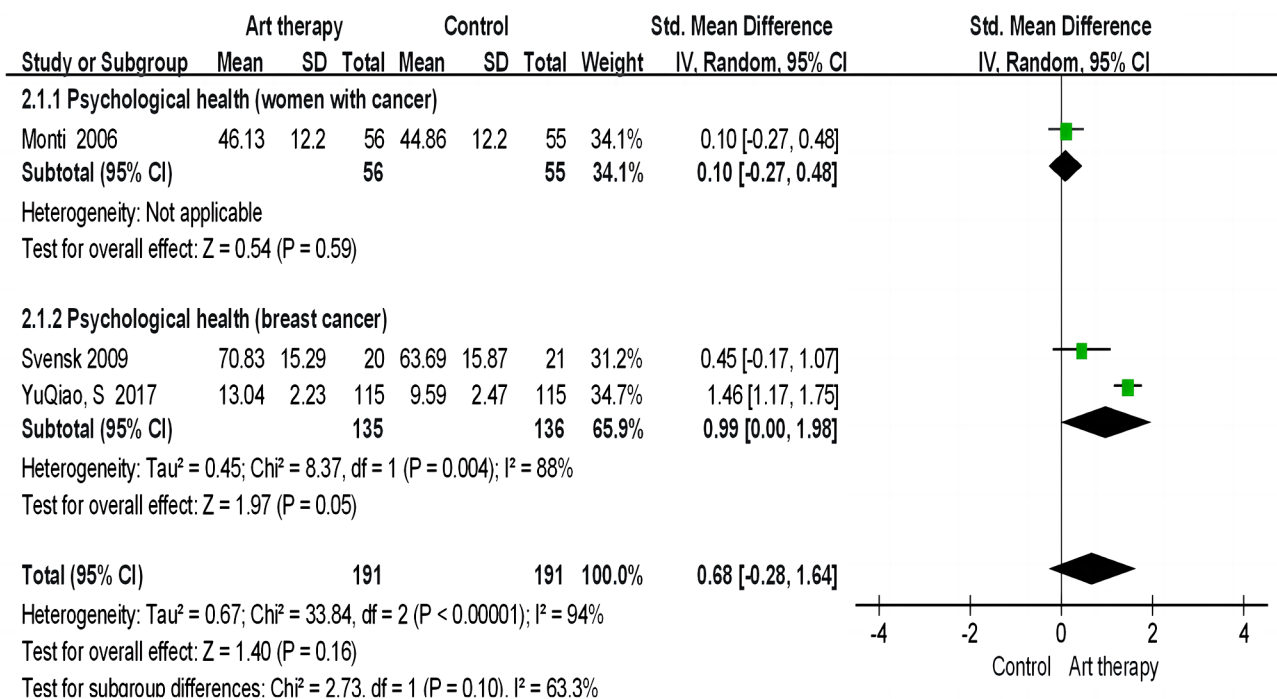 Art therapy Control Std. Mean Difference Std. Mean Difference
Study or Subgroup Mean SD Total Mean SD Total Weight IV, Random, 95% CI IV, Random, 95% CI
2.1.1 Psychological health (women with cancer)
Monti 2006 46.13 12.2 56 44.86 12.2 55 34.1% 0.10 [-0.27, 0.48]
Subtotal (95% CI) 56 55 34.1% 0.10 [-0.27, 0.48]
Heterogeneity: Not applicable
Test for overall effect: Z = 0.54 (P = 0.59)
2.1.2 Psychological health (breast cancer)
Svensk 2009 70.83 15.29 20 63.69 15.87 21 31.2% 0.45 [-0.17, 1.07]
YuQiao, S 2017 13.04 2.23 115 9.59 2.47 115 34.7% 1.46 [1.17, 1.75]
Subtotal (95% CI) 135 136 65.9% 0.99 [0.00, 1.98]
Heterogeneity: Tau² = 0.45; Chi² = 8.37, df = 1 (P = 0.004); I² = 88%
Test for overall effect: Z = 1.97 (P = 0.05)
Total (95% CI) 191 191 100.0% 0.68 [-0.28, 1.64]
Heterogeneity: Tau² = 0.67; Chi² = 33.84, df = 2 (P < 0.00001); I² = 94%
Test for overall effect: Z = 1.40 (P = 0.16)
Test for subgroup differences: Chi² = 2.73, df = 1 (P = 0.10), I² = 63.3%
-4 -2 0 2 4
Control Art therapy